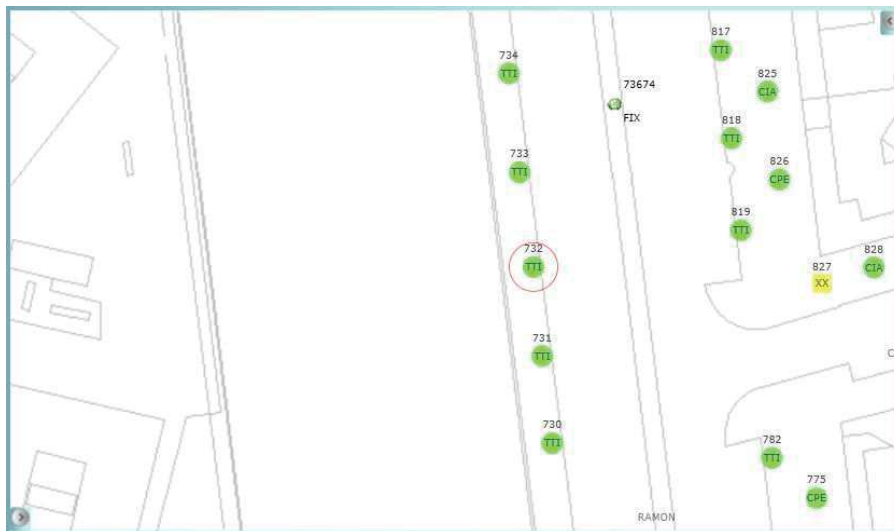 817
TTI
734
TTI
825
CIA
73674
FIX
818
TTI
733
TTI
826
CPE
819
TTI
732
TTI
828
CIA
827
XX
731
TTI
C
730
TTI
782
TTI
775
CPE
RAMON